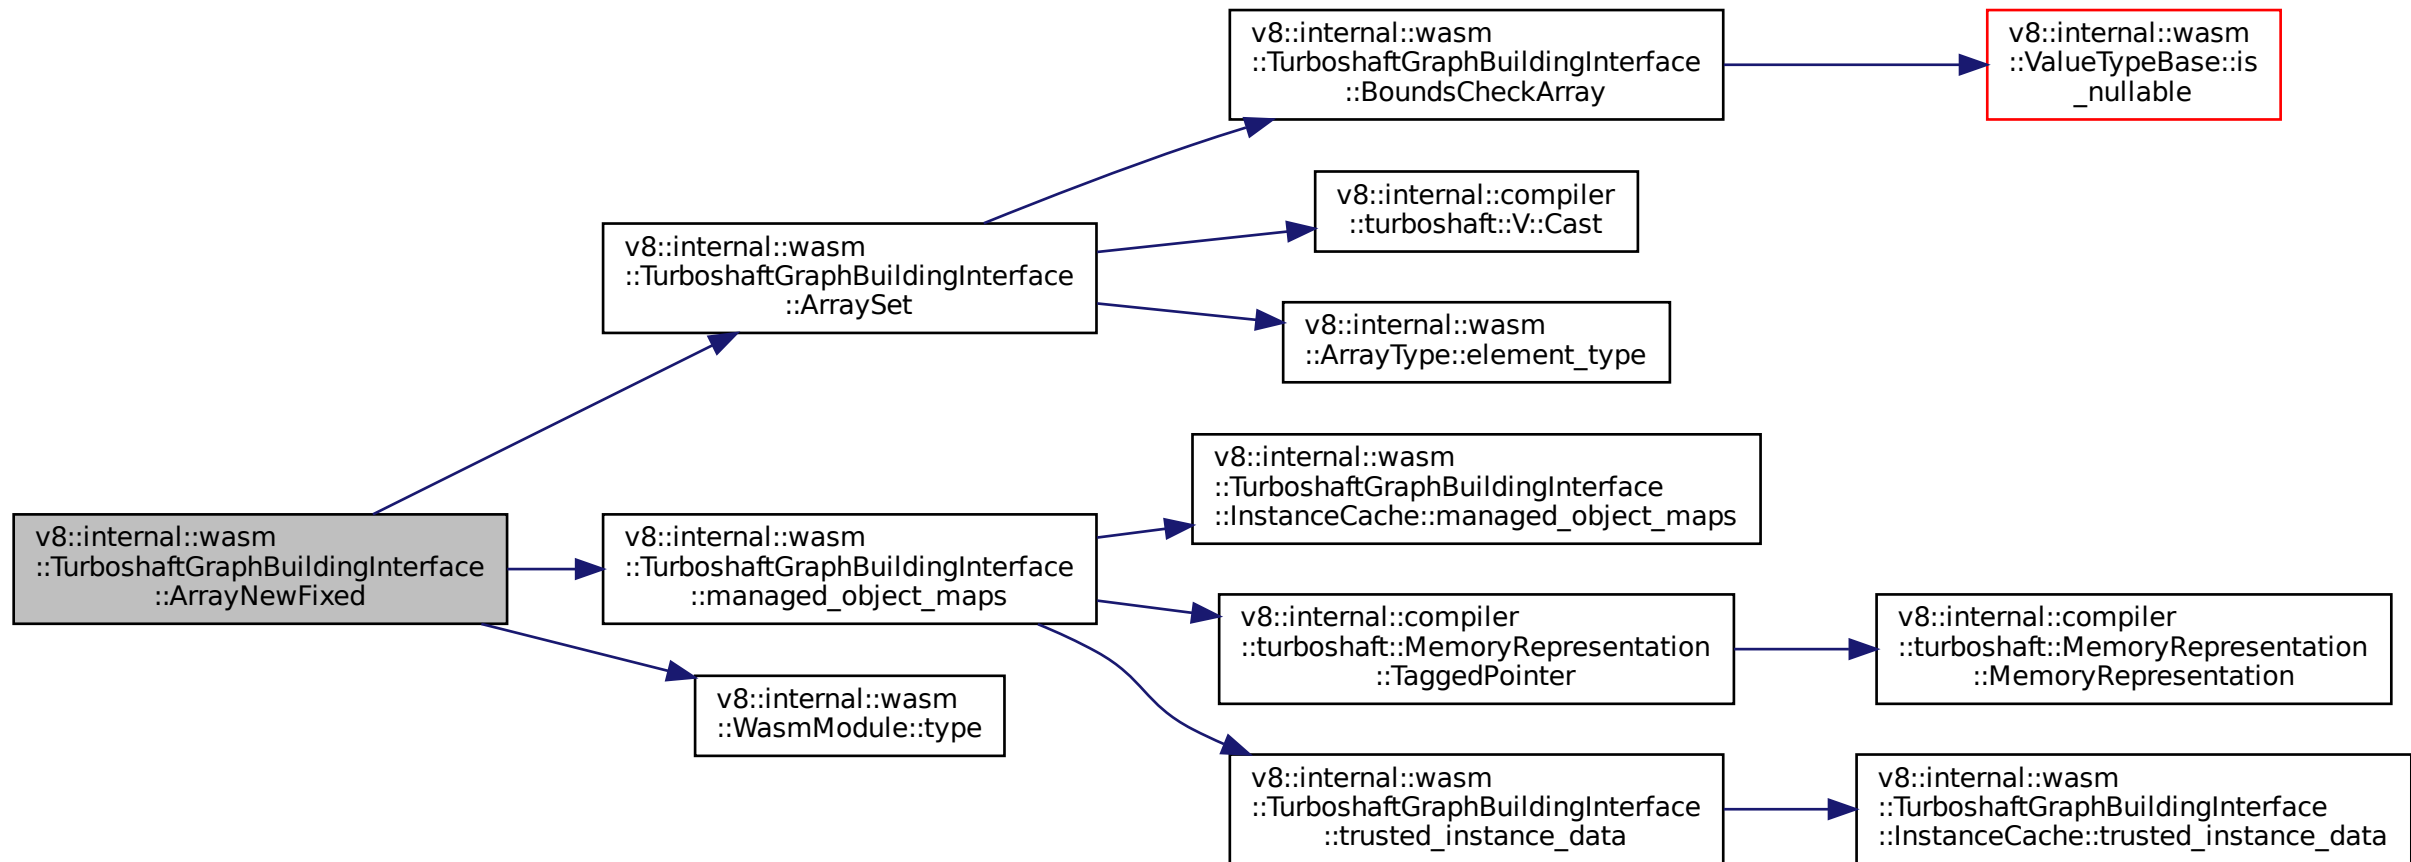 v8::internal::wasm
::TurboshaftGraphBuildingInterface
::ArrayNewFixed
v8::internal::wasm
::TurboshaftGraphBuildingInterface
::ArraySet
v8::internal::wasm
::TurboshaftGraphBuildingInterface
::managed_object_maps
v8::internal::wasm
::WasmModule::type
v8::internal::wasm
::TurboshaftGraphBuildingInterface
::BoundsCheckArray
v8::internal::compiler
::turboshaft::V::Cast
v8::internal::wasm
::ArrayType::element_type
v8::internal::wasm
::TurboshaftGraphBuildingInterface
::InstanceCache::managed_object_maps
v8::internal::compiler
::turboshaft::MemoryRepresentation
::TaggedPointer
v8::internal::wasm
::TurboshaftGraphBuildingInterface
::trusted_instance_data
v8::internal::wasm
::ValueTypeBase::is
_nullable
v8::internal::compiler
::turboshaft::MemoryRepresentation
::MemoryRepresentation
v8::internal::wasm
::TurboshaftGraphBuildingInterface
::InstanceCache::trusted_instance_data